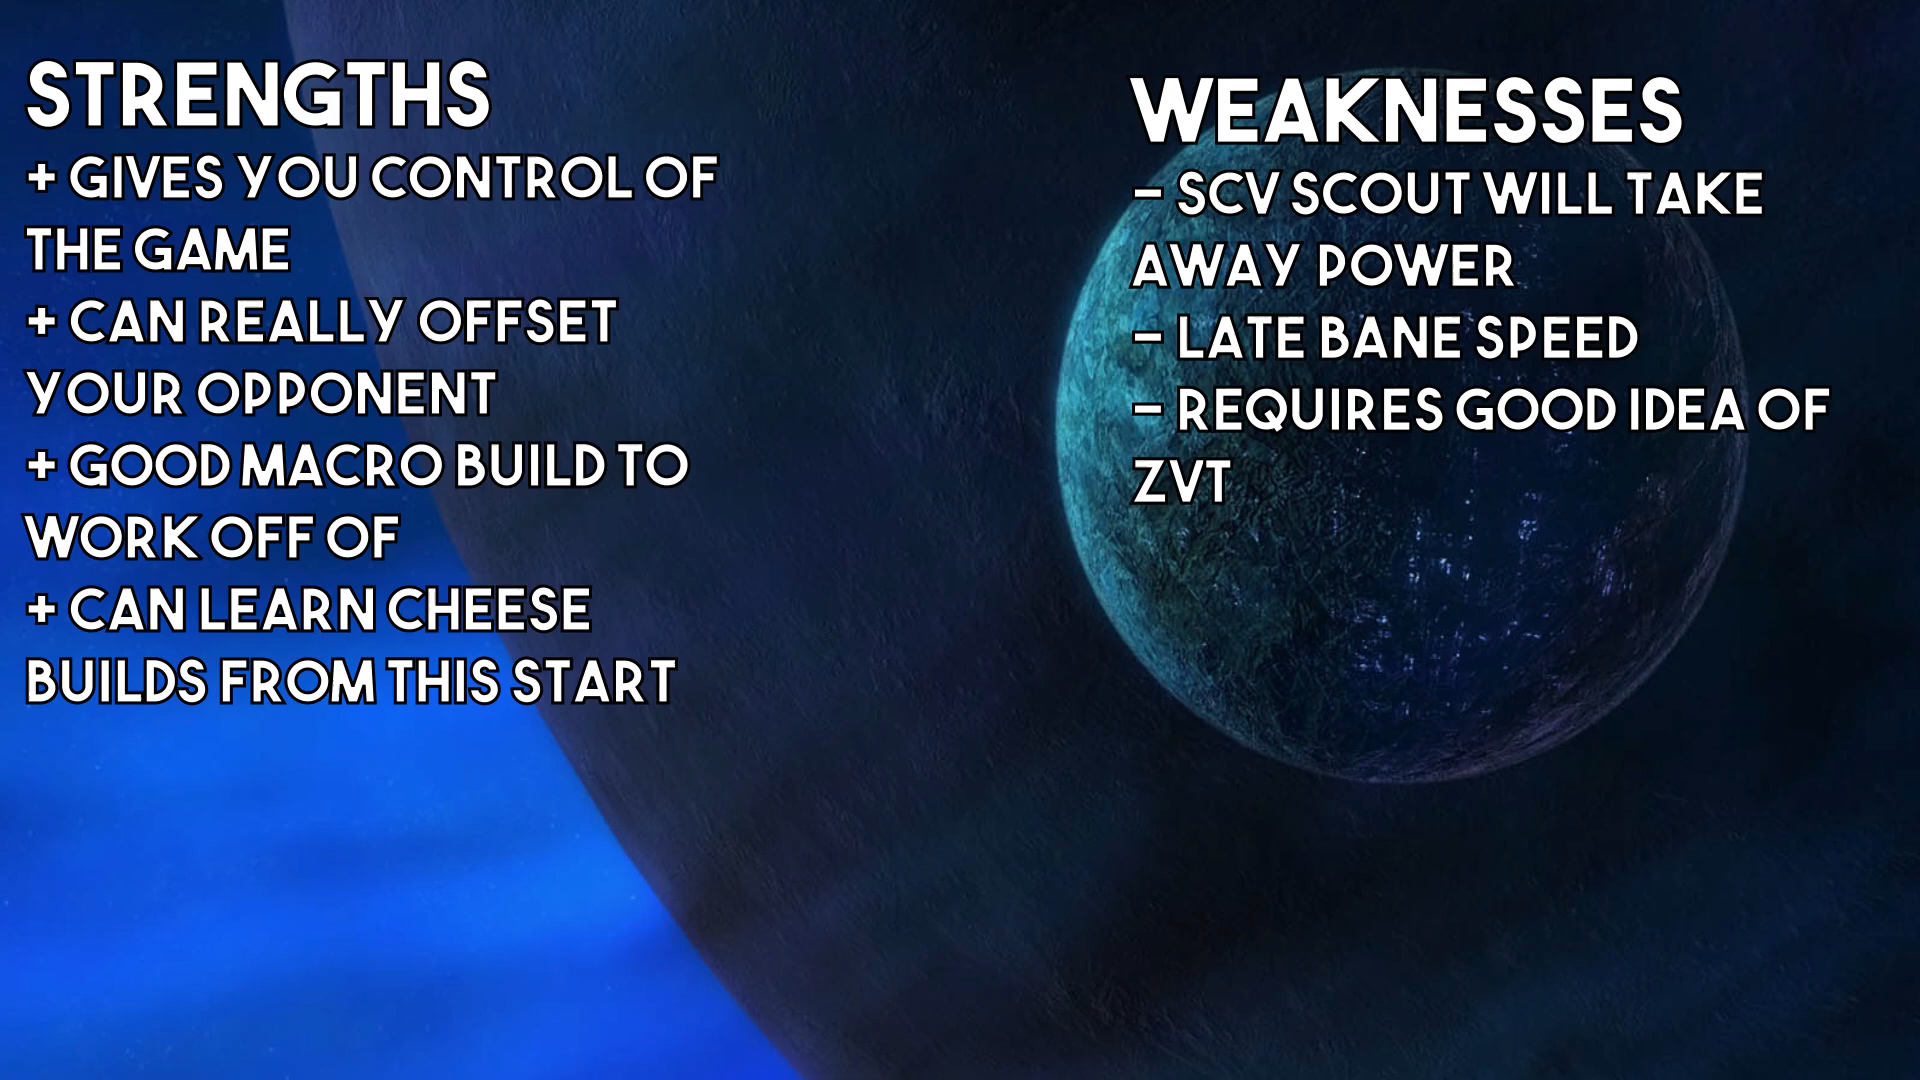 STRENGTHS
+ GIVES YOU CONTROL OF
THE GAME
+ CAN REALLY OFFSET
YOUR OPPONENT
+ GOOD MACRO BUILD TO
WORK OFF OF
+ CAN LEARN CHEESE
BUILDS FROM THIS START
WEAKNESSES
- SCV SCOUT WILL TAKE
AWAY POWER
- LATE BANE SPEED
- REQUIRES GOOD IDEA OF
ZVT